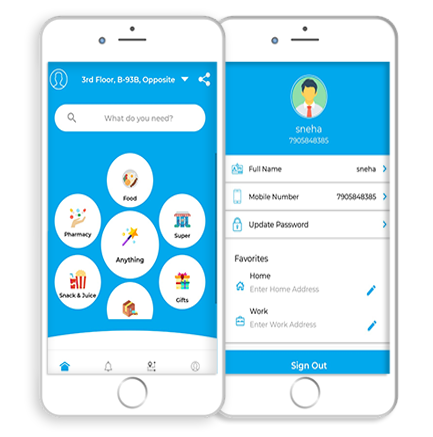 3rd Floor, B-93B, Opposite
What do you need?
Food
Pharmacy
Super
Anything
Snack & Juice
Gifts
sneha
7905848385
Full Name sneha
Mobile Number 7905848385
Update Password
Favorites
Home
Enter Home Address
Work
Enter Work Address
Sign Out